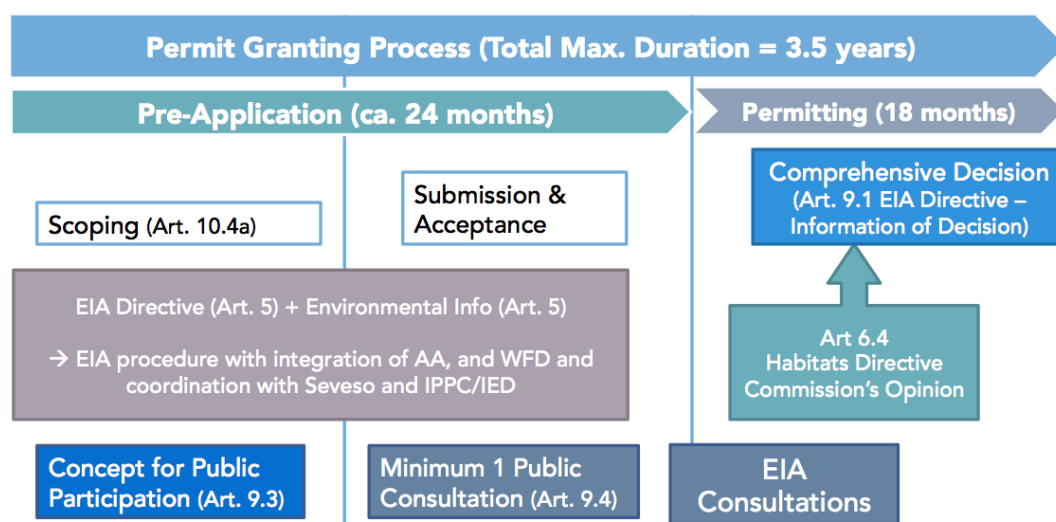 Permit Granting Process (Total Max. Duration = 3.5 years)
Pre-Application (ca. 24 months)
Permitting (18 months)
Scoping (Art. 10.4a)
Submission &
Acceptance
Comprehensive Decision
(Art. 9.1 EIA Directive –
Information of Decision)
EIA Directive (Art. 5) + Environmental Info (Art. 5)
→ EIA procedure with integration of AA, and WFD and
coordination with Seveso and IPPC/IED
Art 6.4
Habitats Directive
Commission’s Opinion
Concept for Public
Participation (Art. 9.3)
Minimum 1 Public
Consultation (Art. 9.4)
EIA
Consultations